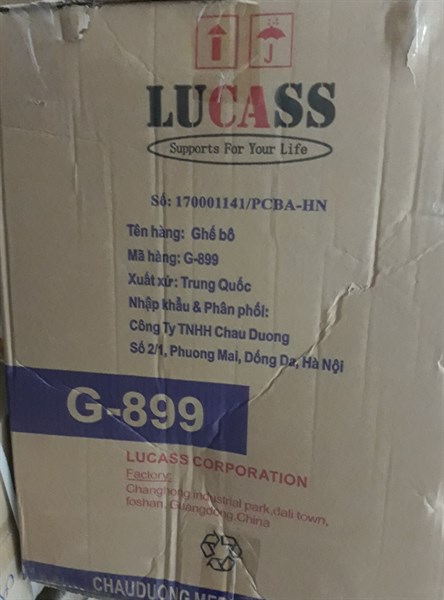 LUCASS
Supports For Your Life
Số: 170001141/PCBA-HN
Tên hàng: Ghế bô
Mã hàng: G-899
Xuất xứ: Trung Quốc
Nhập khẩu & Phân phối:
Công Ty TNHH Chau Duong
Số 2/1, Phuong Mai, Dống Da, Hà Nội
G-899
LUCASS CORPORATION
Factory:
Changhong industrial park,dali town,
foshan, Guangdong,China
CHAUDUONG